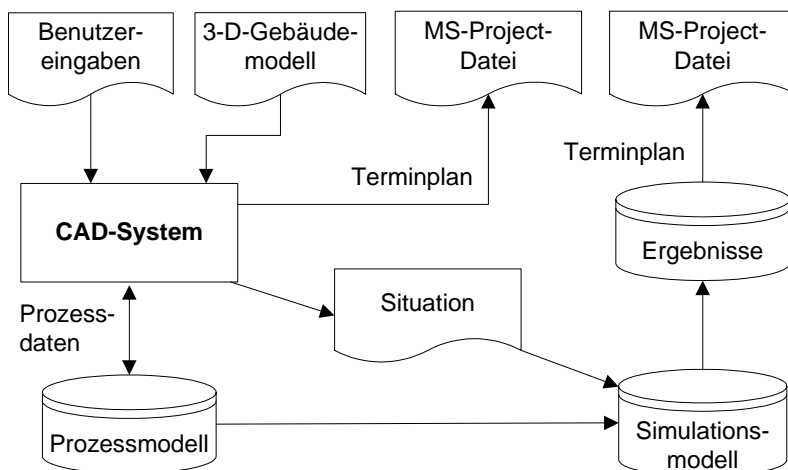 Benutzer-
eingaben
3-D-Gebäude-
modell
MS-Project-
Datei
MS-Project-
Datei
Terminplan
Terminplan
CAD-System
Ergebnisse
Situation
Prozess-
daten
Prozessmodell
Simulations-
modell